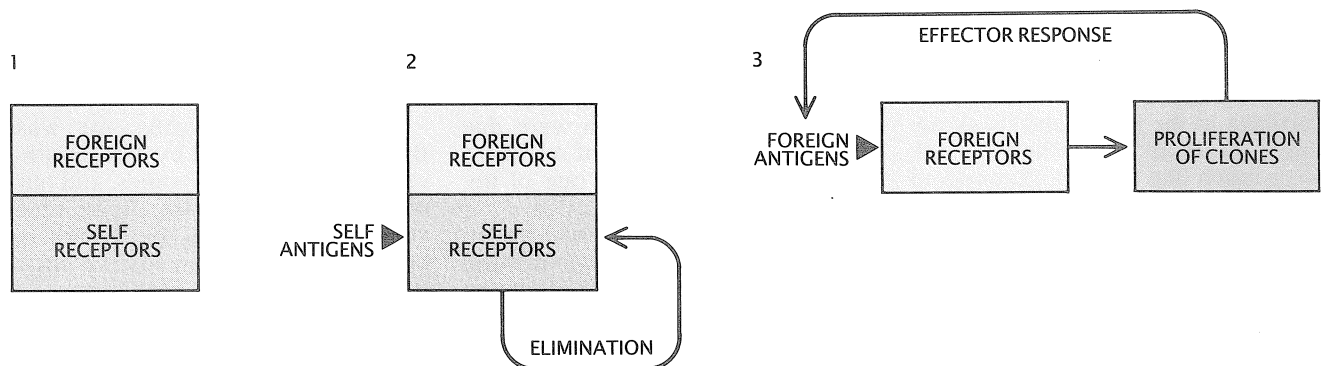 1
FOREIGN
RECEPTORS
SELF
RECEPTORS
2
FOREIGN
RECEPTORS
SELF
ANTIGENS
SELF
RECEPTORS
ELIMINATION
3
EFFECTOR RESPONSE
FOREIGN
ANTIGENS
FOREIGN
RECEPTORS
PROLIFERATION
OF CLONES